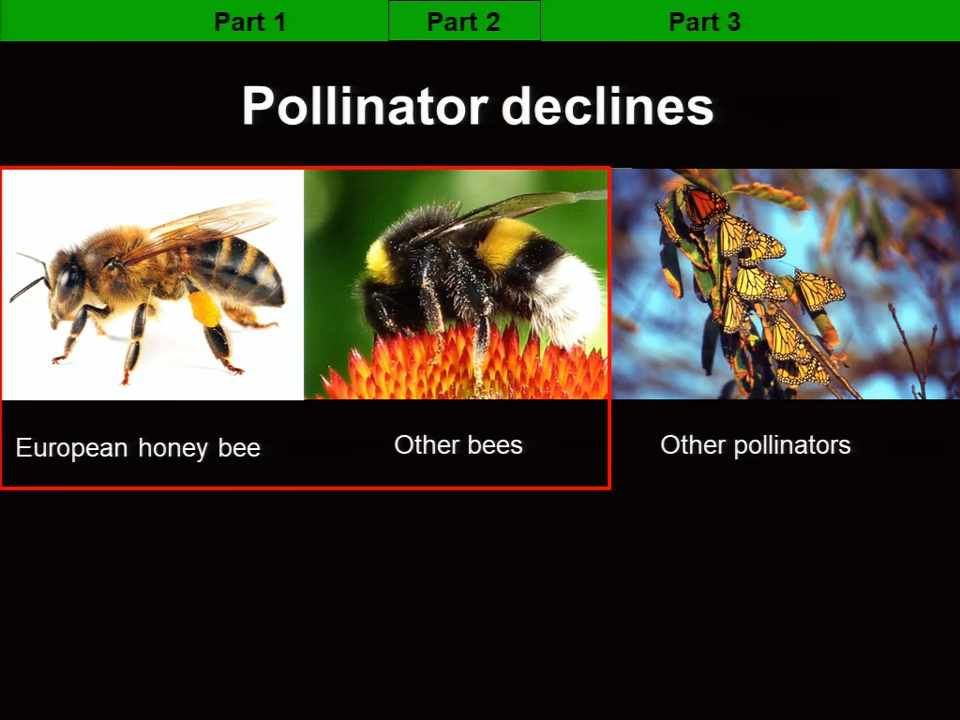 Part 1
Part 2
Part 3
Pollinator declines
European honey bee
Other bees
Other pollinators